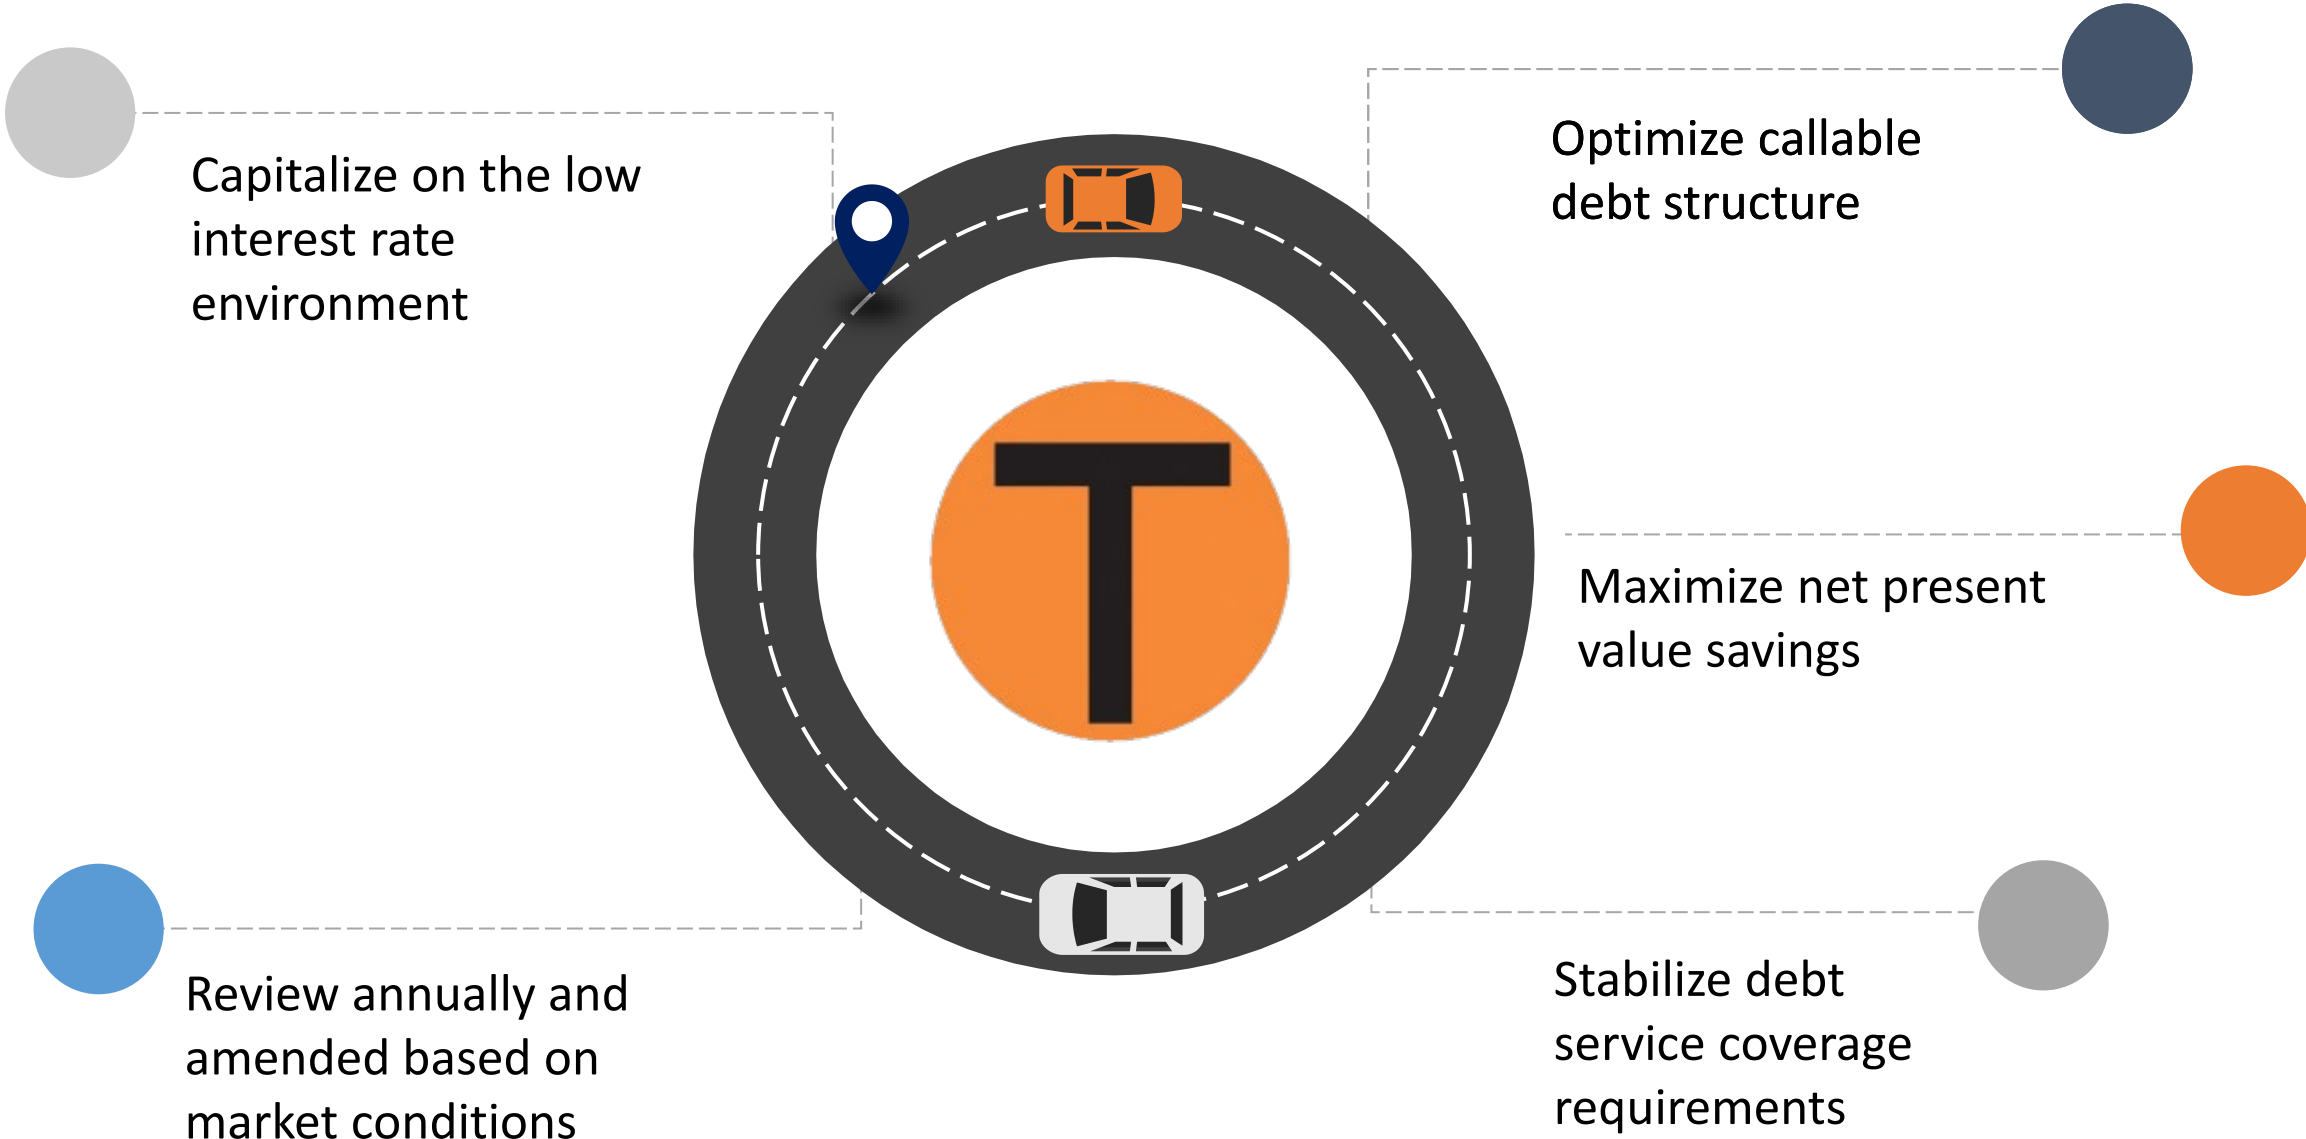 Capitalize on the low
interest rate
environment
Optimize callable
debt structure
T
Maximize net present
value savings
Review annually and
amended based on
market conditions
Stabilize debt
service coverage
requirements